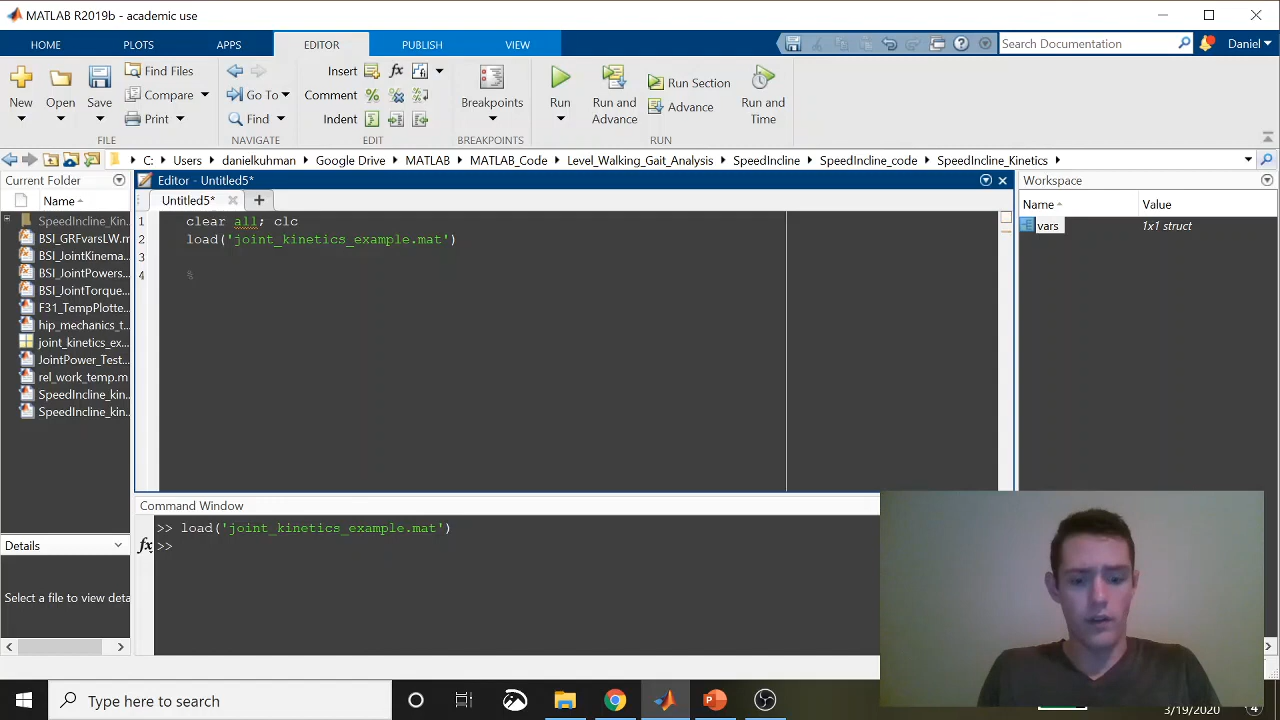 MATLAB R2019b - academic use
HOME PLOTS APPS EDITOR PUBLISH VIEW Search Documentation Daniel
New Open Save Find Files Compare Print Go To Find Insert Comment Indent Breakpoints Run Run and Advance Run Section Advance Run and Time
FILE NAVIGATE EDIT BREAKPOINTS RUN
C: Users danielkuhman Google Drive MATLAB MATLAB_Code Level_Walking_Gait_Analysis SpeedIncline SpeedIncline_code SpeedIncline_Kinetics
Current Folder
Name
SpeedIncline_Kin...
BSI_GRFvarsLW.m
BSI_JointKinema...
BSI_JointPowers...
BSI_JointTorque...
F31_TempPlotte...
hip_mechanics_t...
joint_kinetics_ex...
JointPower_Test...
rel_work_temp.m
SpeedIncline_kin...
SpeedIncline_kin...
Details
Select a file to view deta
Editor - Untitled5*
Untitled5*
1 clear all; clc
2 load('joint_kinetics_example.mat')
3
4 %
Command Window
>> load('joint_kinetics_example.mat')
fx >>
Workspace
Name Value
vars 1x1 struct
Type here to search
3/19/2020
4